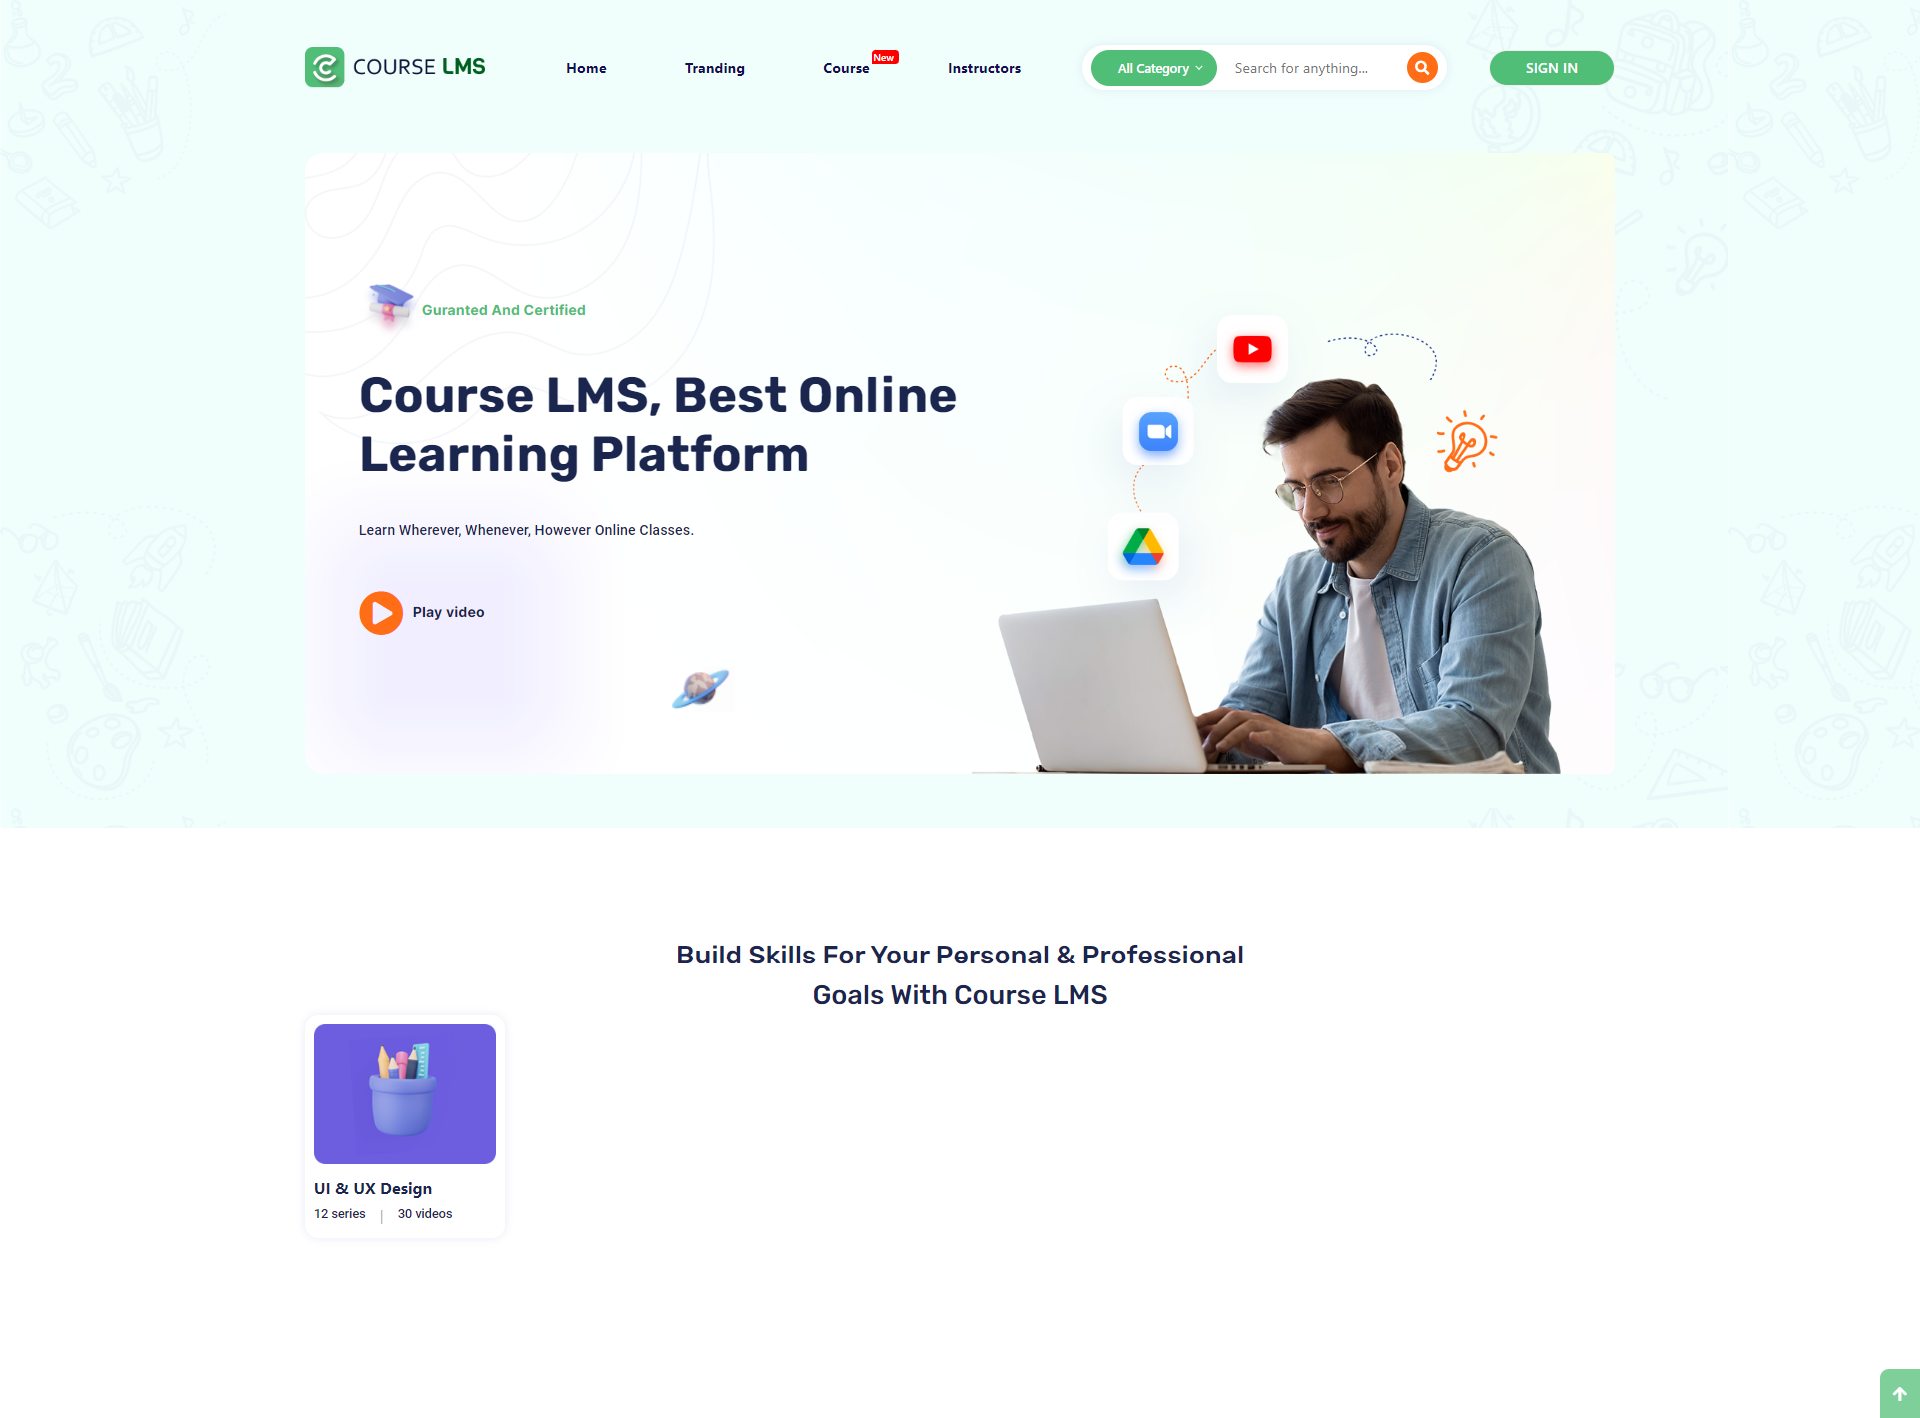 COURSE LMS
Home
Tranding
Course
New
Instructors
All Category
Search for anything...
SIGN IN
Guranted And Certified
Course LMS, Best Online
Learning Platform
Learn Wherever, Whenever, However Online Classes.
Play video
Build Skills For Your Personal & Professional
Goals With Course LMS
UI & UX Design
12 series | 30 videos